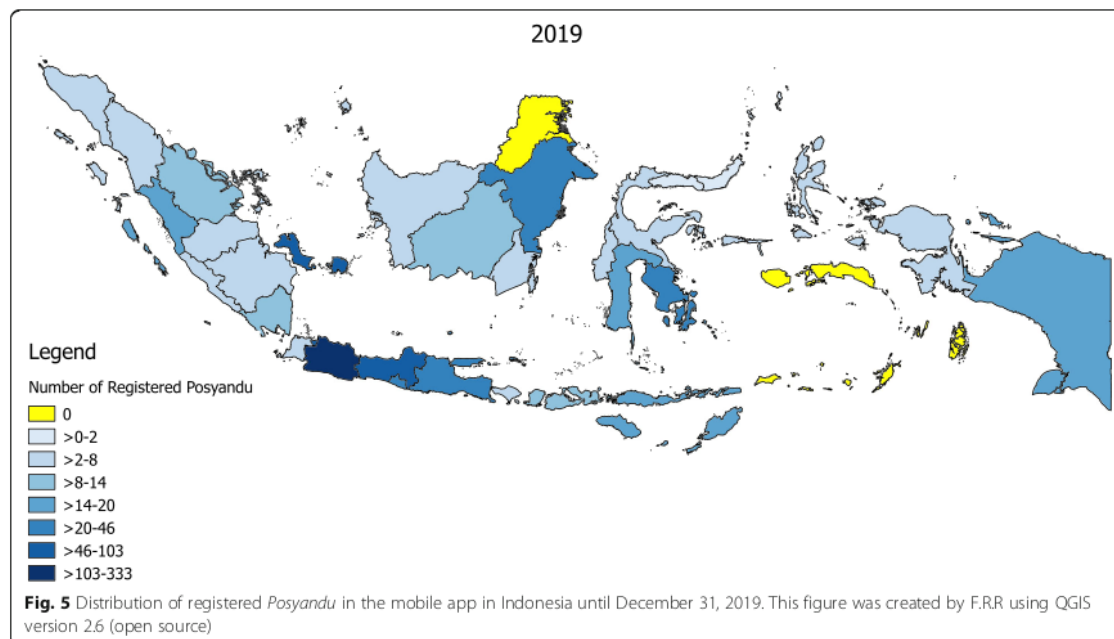 2019
Legend
Number of Registered Posyandu
0
>0-2
>2-8
>8-14
>14-20
>20-46
>46-103
>103-333
Fig. 5 Distribution of registered Posyandu in the mobile app in Indonesia until December 31, 2019. This figure was created by F.R.R using QGIS
version 2.6 (open source)